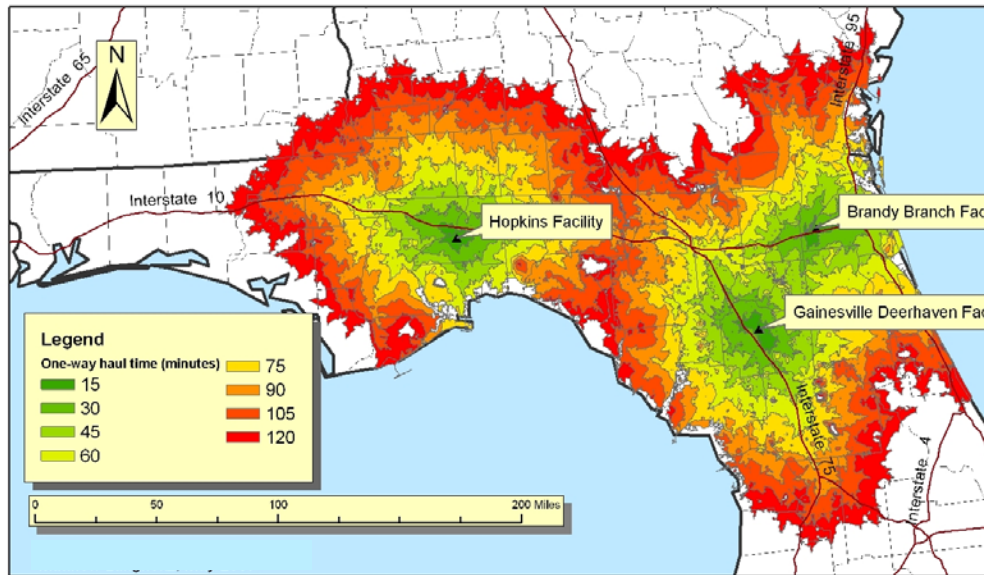 N
Interstate 65
Interstate 95
Interstate 10
Hopkins Facility
Brandy Branch Fac
Gainesville Deerhaven Fac
Interstate 75
Interstate 4
Legend
One-way haul time (minutes)
15
30
45
60
75
90
105
120
0 50 100 200 Miles